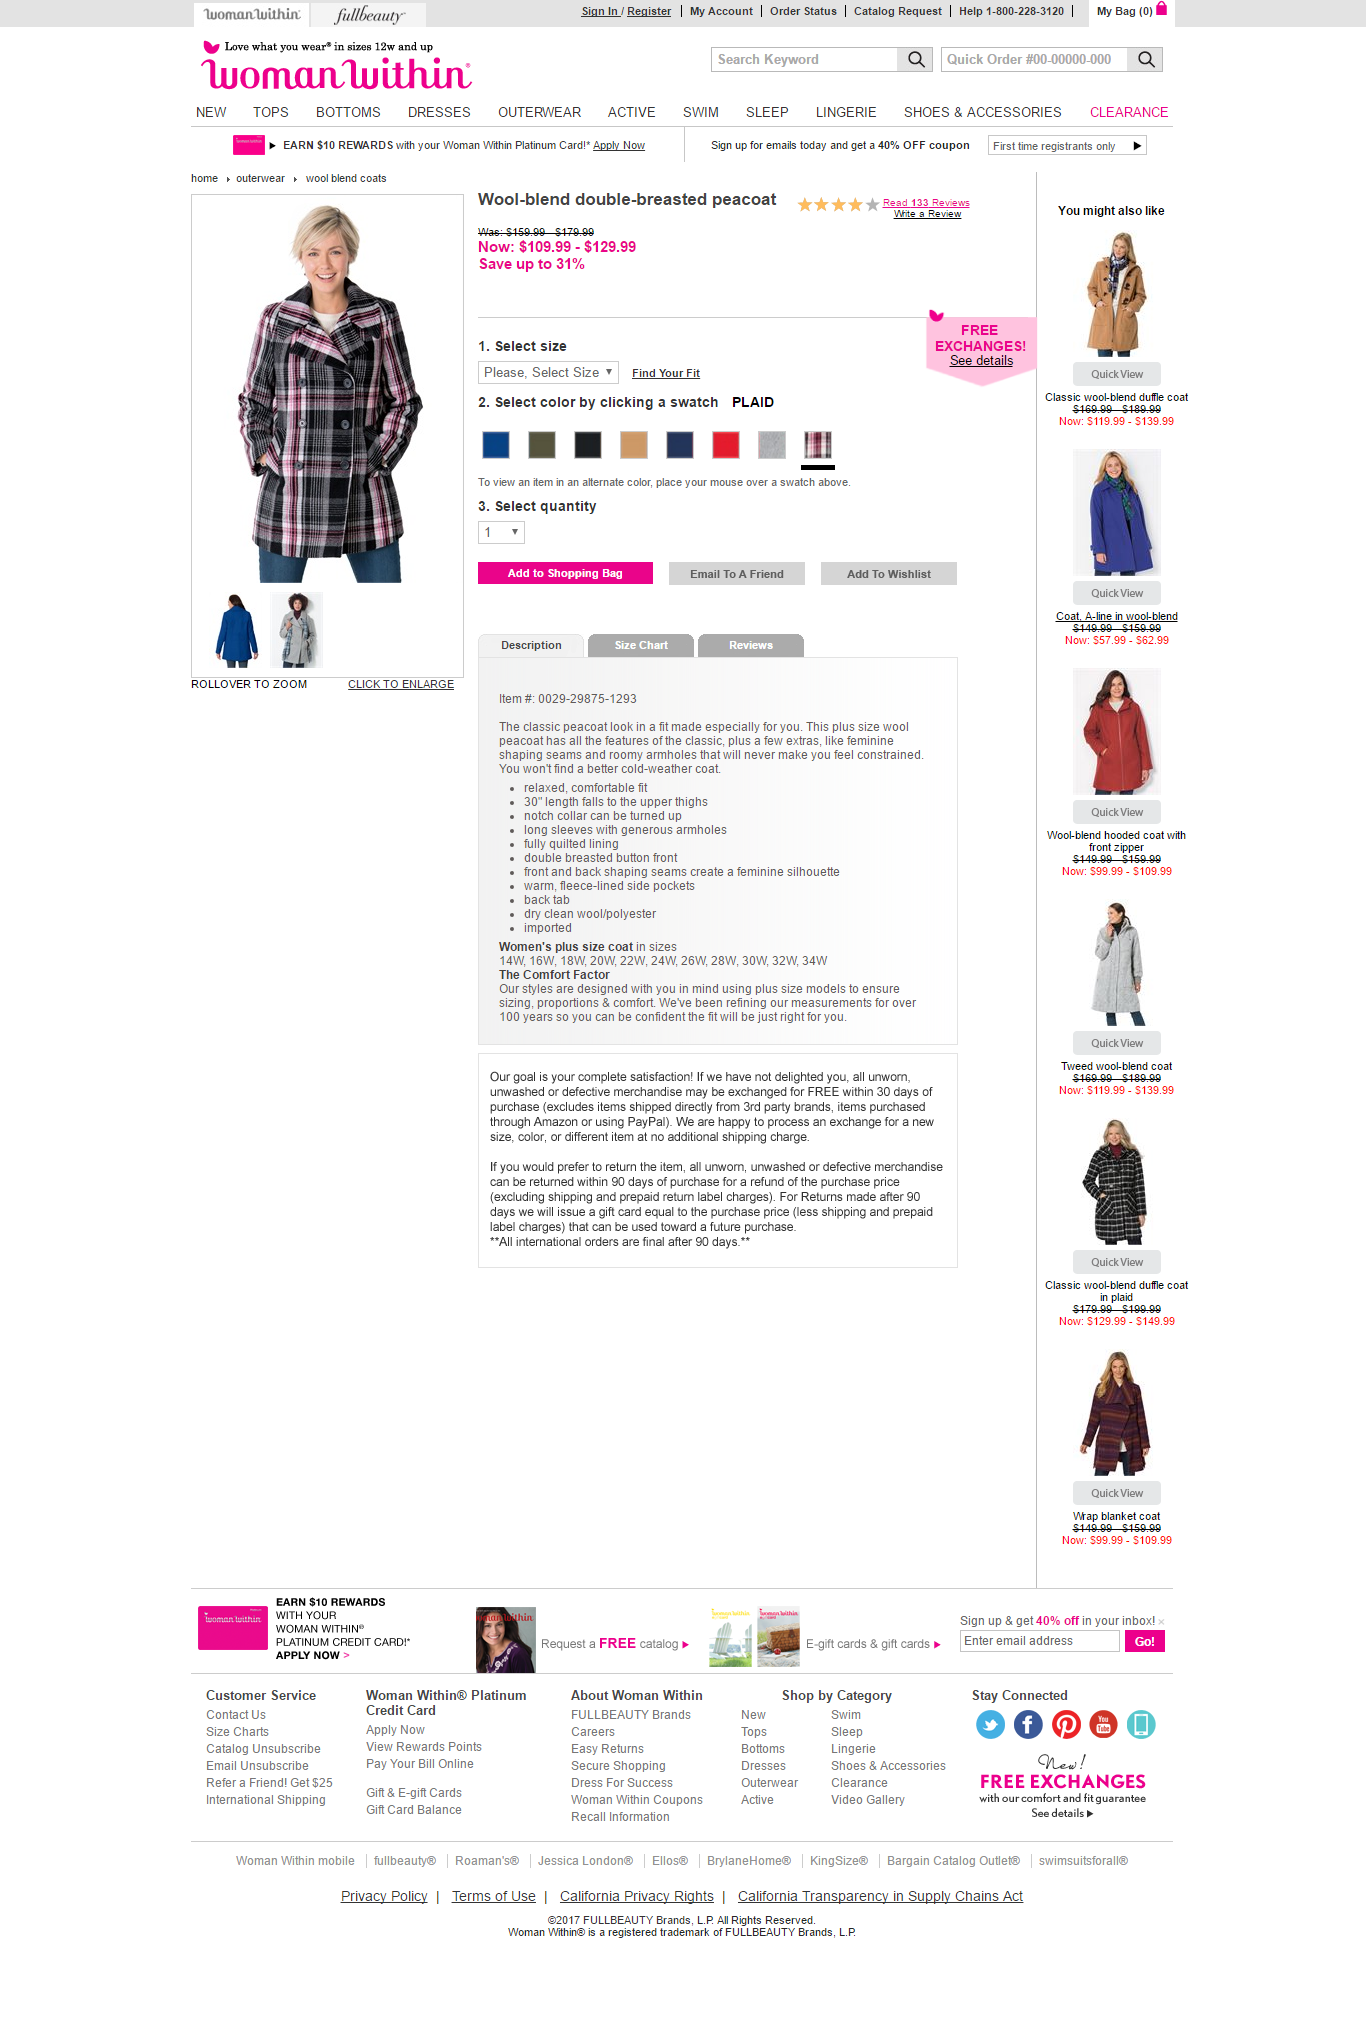 woman within
fullbeauty
Sign In / Register
My Account
Order Status
Catalog Request
Help 1-800-228-3120
My Bag (0)
Love what you wear® in sizes 12w and up
woman within®
Search Keyword
Quick Order #00-00000-000
NEW TOPS BOTTOMS DRESSES OUTERWEAR ACTIVE SWIM SLEEP LINGERIE SHOES & ACCESSORIES CLEARANCE
EARN $10 REWARDS with your Woman Within Platinum Card!* Apply Now
Sign up for emails today and get a 40% OFF coupon
First time registrants only
home outerwear wool blend coats
Wool-blend double-breasted peacoat
Read 133 Reviews
Write a Review
Was: $159.99 - $179.99
Now: $109.99 - $129.99
Save up to 31%
FREE
EXCHANGES!
See details
1. Select size
Please, Select Size
Find Your Fit
2. Select color by clicking a swatch PLAID
To view an item in an alternate color, place your mouse over a swatch above.
3. Select quantity
1
Add to Shopping Bag
Email To A Friend
Add To Wishlist
ROLLOVER TO ZOOM
CLICK TO ENLARGE
Description
Size Chart
Reviews
Item #: 0029-29875-1293
The classic peacoat look in a fit made especially for you. This plus size wool
peacoat has all the features of the classic, plus a few extras, like feminine
shaping seams and roomy armholes that will never make you feel constrained.
You won't find a better cold-weather coat.
relaxed, comfortable fit
30" length falls to the upper thighs
notch collar can be turned up
long sleeves with generous armholes
fully quilted lining
double breasted button front
front and back shaping seams create a feminine silhouette
warm, fleece-lined side pockets
back tab
dry clean wool/polyester
imported
Women's plus size coat in sizes
14W, 16W, 18W, 20W, 22W, 24W, 26W, 28W, 30W, 32W, 34W
The Comfort Factor
Our styles are designed with you in mind using plus size models to ensure
sizing, proportions & comfort. We've been refining our measurements for over
100 years so you can be confident the fit will be just right for you.
Our goal is your complete satisfaction! If we have not delighted you, all unworn,
unwashed or defective merchandise may be exchanged for FREE within 30 days of
purchase (excludes items shipped directly from 3rd party brands, items purchased
through Amazon or using PayPal). We are happy to process an exchange for a new
size, color, or different item at no additional shipping charge.
If you would prefer to return the item, all unworn, unwashed or defective merchandise
can be returned within 90 days of purchase for a refund of the purchase price
(excluding shipping and prepaid return label charges). For Returns made after 90
days we will issue a gift card equal to the purchase price (less shipping and prepaid
label charges) that can be used toward a future purchase.
**All international orders are final after 90 days.**
You might also like
Quick View
Classic wool-blend duffle coat
$169.99 - $189.99
Now: $119.99 - $139.99
Quick View
Coat, A-line in wool-blend
$149.99 - $159.99
Now: $57.99 - $62.99
Quick View
Wool-blend hooded coat with
front zipper
$149.99 - $159.99
Now: $99.99 - $109.99
Quick View
Tweed wool-blend coat
$169.99 - $189.99
Now: $119.99 - $139.99
Quick View
Classic wool-blend duffle coat
in plaid
$179.99 - $199.99
Now: $129.99 - $149.99
Quick View
Wrap blanket coat
$149.99 - $159.99
Now: $99.99 - $109.99
woman within
EARN $10 REWARDS
WITH YOUR
WOMAN WITHIN®
PLATINUM CREDIT CARD!*
APPLY NOW >
woman within
Request a FREE catalog
woman within
woman within
E-gift cards & gift cards
Sign up & get 40% off in your inbox!
Enter email address
Go!
Customer Service
Contact Us
Size Charts
Catalog Unsubscribe
Email Unsubscribe
Refer a Friend! Get $25
International Shipping
Woman Within® Platinum
Credit Card
Apply Now
View Rewards Points
Pay Your Bill Online
Gift & E-gift Cards
Gift Card Balance
About Woman Within
FULLBEAUTY Brands
Careers
Easy Returns
Secure Shopping
Dress For Success
Woman Within Coupons
Recall Information
Shop by Category
New
Tops
Bottoms
Dresses
Outerwear
Active
Swim
Sleep
Lingerie
Shoes & Accessories
Clearance
Video Gallery
Stay Connected
You
Tube
New!
FREE EXCHANGES
with our comfort and fit guarantee
See details
Woman Within mobile | fullbeauty® | Roaman's® | Jessica London® | Ellos® | BrylaneHome® | KingSize® | Bargain Catalog Outlet® | swimsuitsforall®
Privacy Policy | Terms of Use | California Privacy Rights | California Transparency in Supply Chains Act
©2017 FULLBEAUTY Brands, L.P. All Rights Reserved.
Woman Within® is a registered trademark of FULLBEAUTY Brands, L.P.